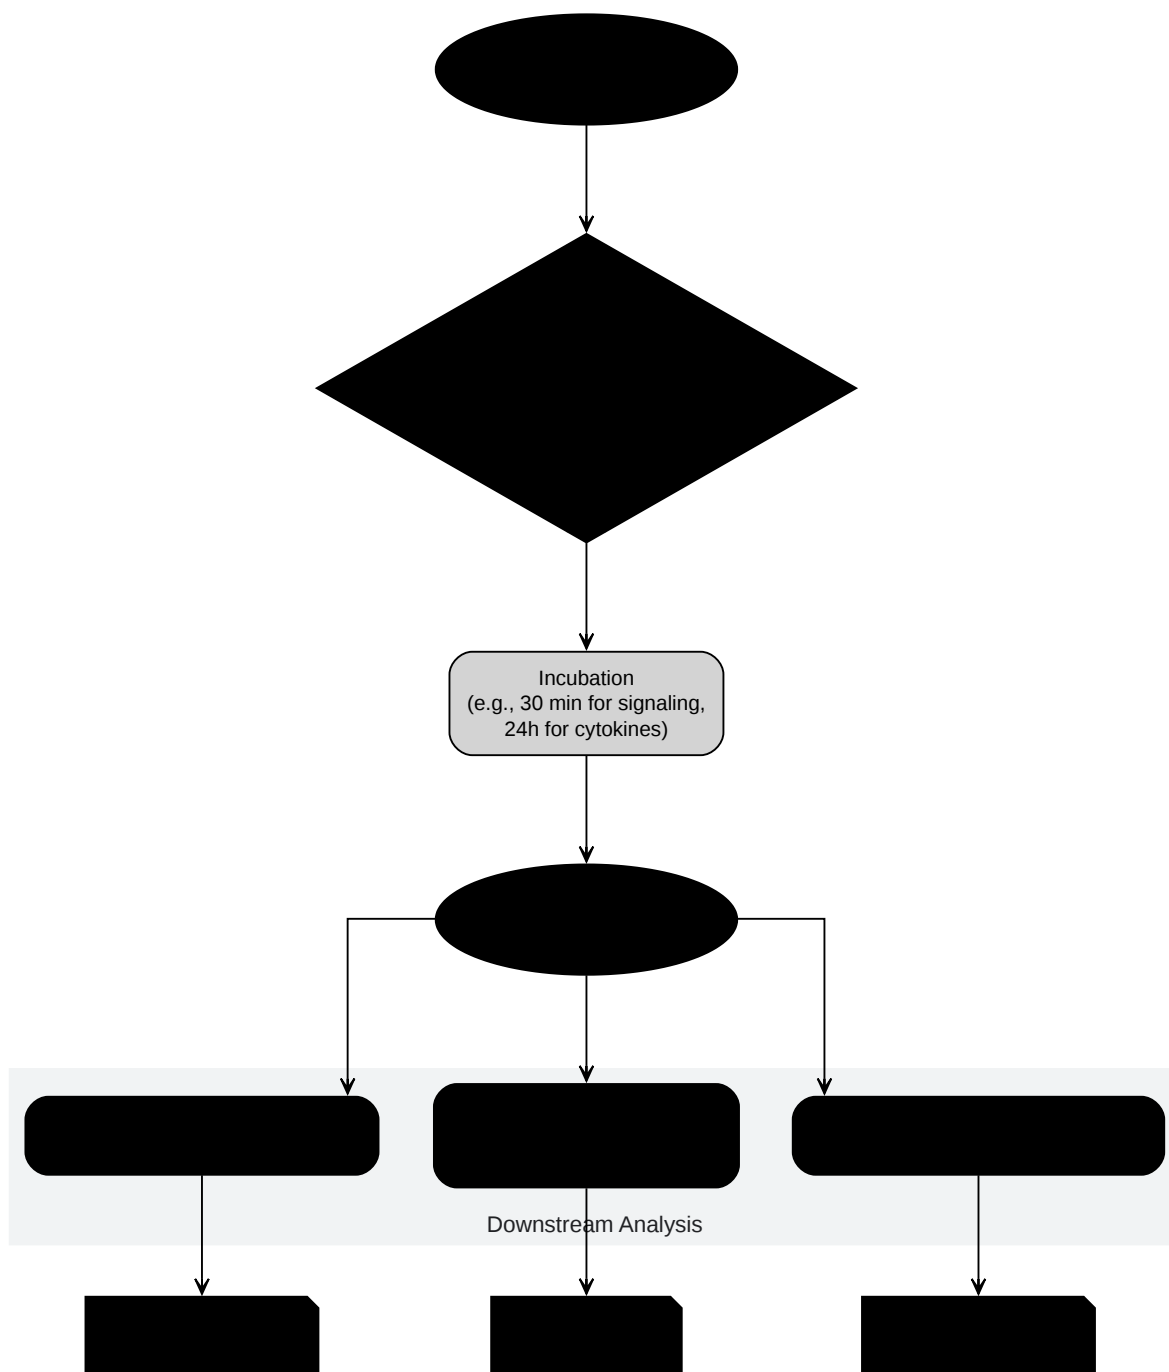 Incubation
(e.g., 30 min for signaling,
24h for cytokines)
Downstream Analysis